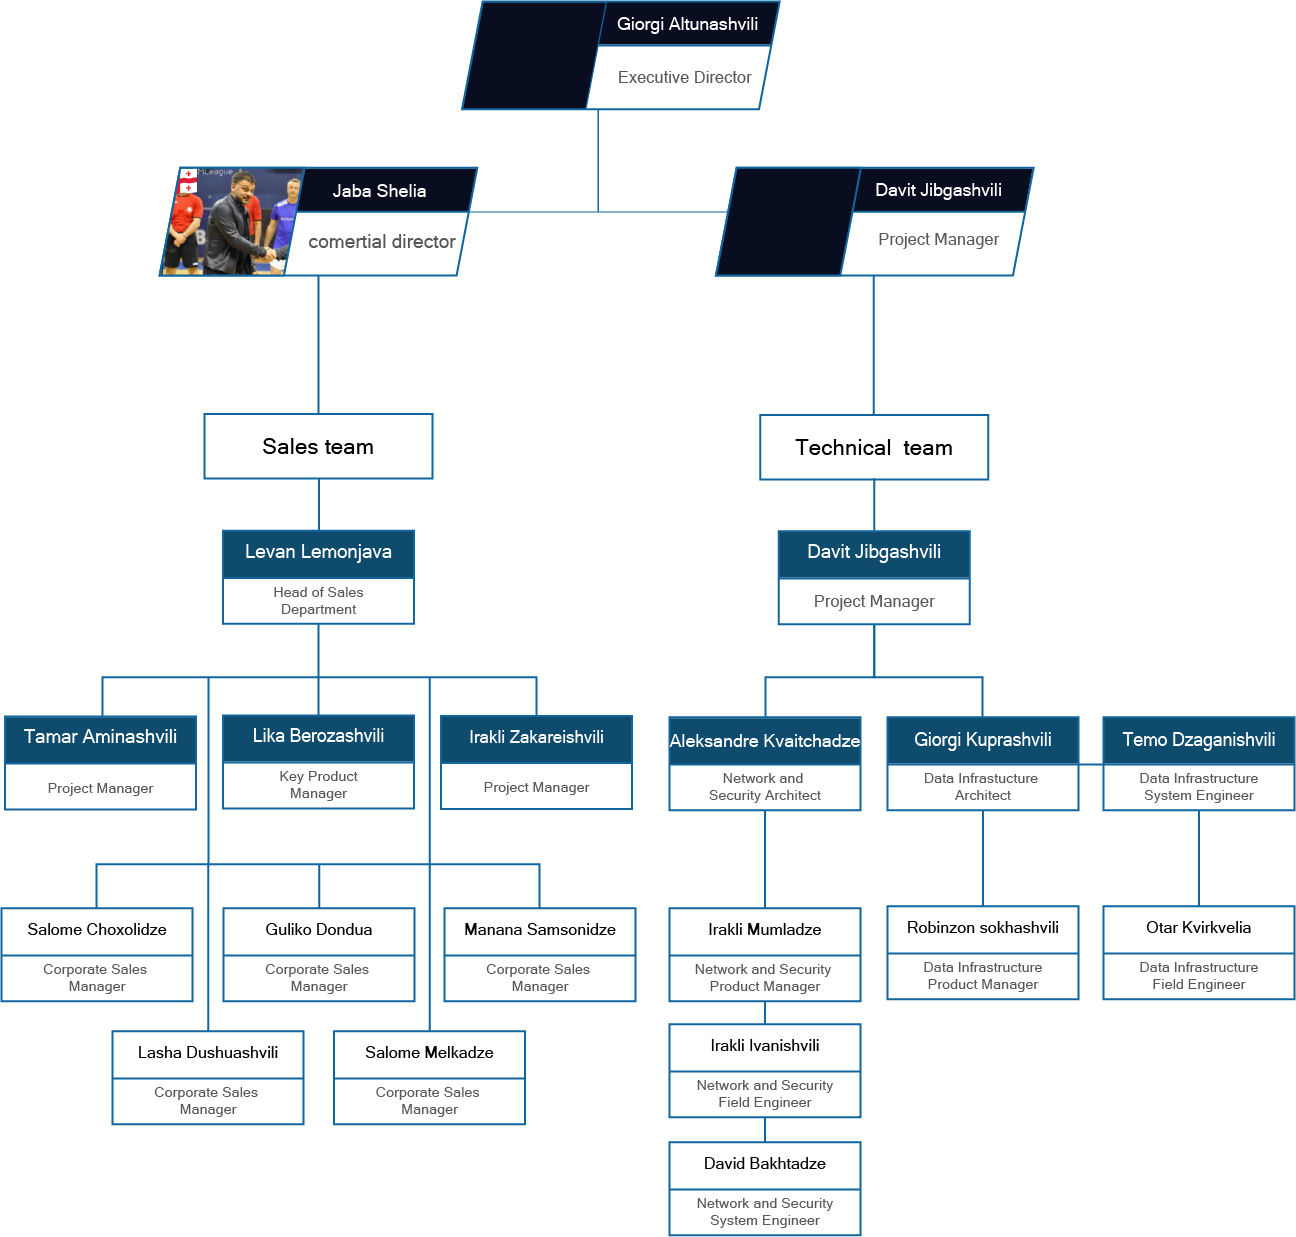 Giorgi Altunashvili
Executive Director
MLeague
Jaba Shelia
comertial director
Davit Jibgashvili
Project Manager
Sales team
Technical  team
Levan Lemonjava
Head of Sales
Department
Davit Jibgashvili
Project Manager
Tamar Aminashvili
Project Manager
Lika Berozashvili
Key Product
Manager
Irakli Zakareishvili
Project Manager
Aleksandre Kvaitchadze
Network and
Security Architect
Giorgi Kuprashvili
Data Infrastucture
Architect
Temo Dzaganishvili
Data Infrastructure
System Engineer
Salome Choxolidze
Corporate Sales
Manager
Guliko Dondua
Corporate Sales
Manager
Manana Samsonidze
Corporate Sales
Manager
Irakli Mumladze
Network and Security
Product Manager
Robinzon sokhashvili
Data Infrastructure
Product Manager
Otar Kvirkvelia
Data Infrastructure
Field Engineer
Lasha Dushuashvili
Corporate Sales
Manager
Salome Melkadze
Corporate Sales
Manager
Irakli Ivanishvili
Network and Security
Field Engineer
David Bakhtadze
Network and Security
System Engineer